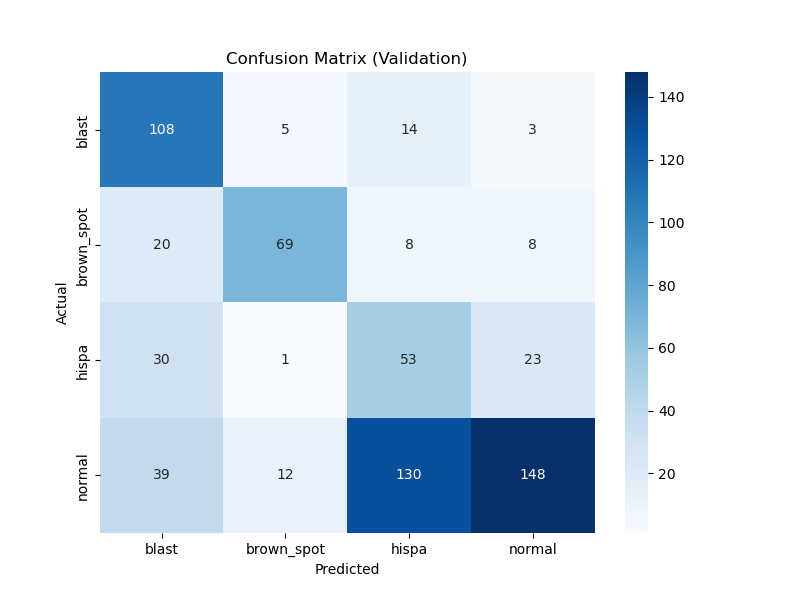 Confusion Matrix (Validation)
Actual
blast
108
5
14
3
brown_spot
20
69
8
8
hispa
30
1
53
23
normal
39
12
130
148
blast
brown_spot
hispa
normal
Predicted
140
120
100
80
60
40
20